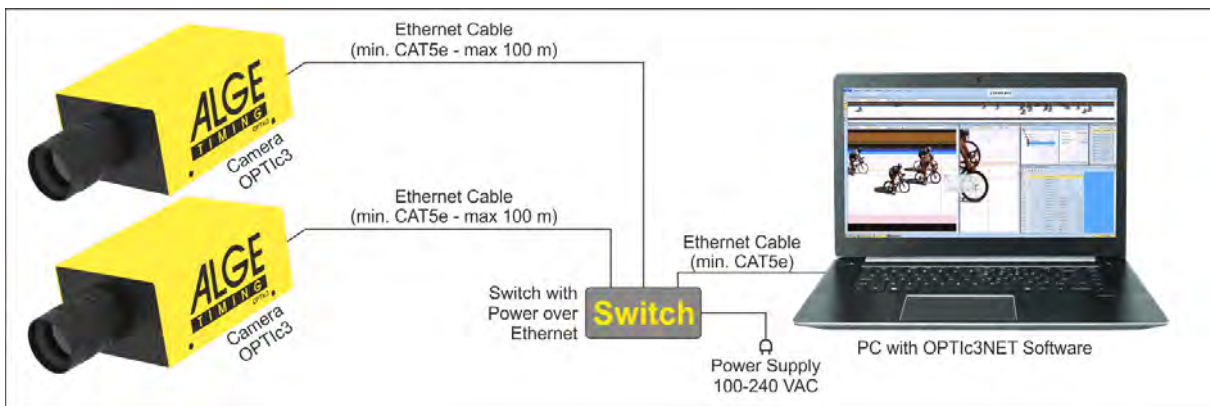 Ethernet Cable
(min. CAT5e - max 100 m)
ALGE
TIMING
OPTIc3
Camera
OPTIc3
Ethernet Cable
(min. CAT5e - max 100 m)
ALGE
TIMING
OPTIc3
Camera
OPTIc3
Ethernet Cable
(min. CAT5e)
Switch with
Power over
Ethernet
Switch
Power Supply
100-240 VAC
PC with OPTIc3NET Software